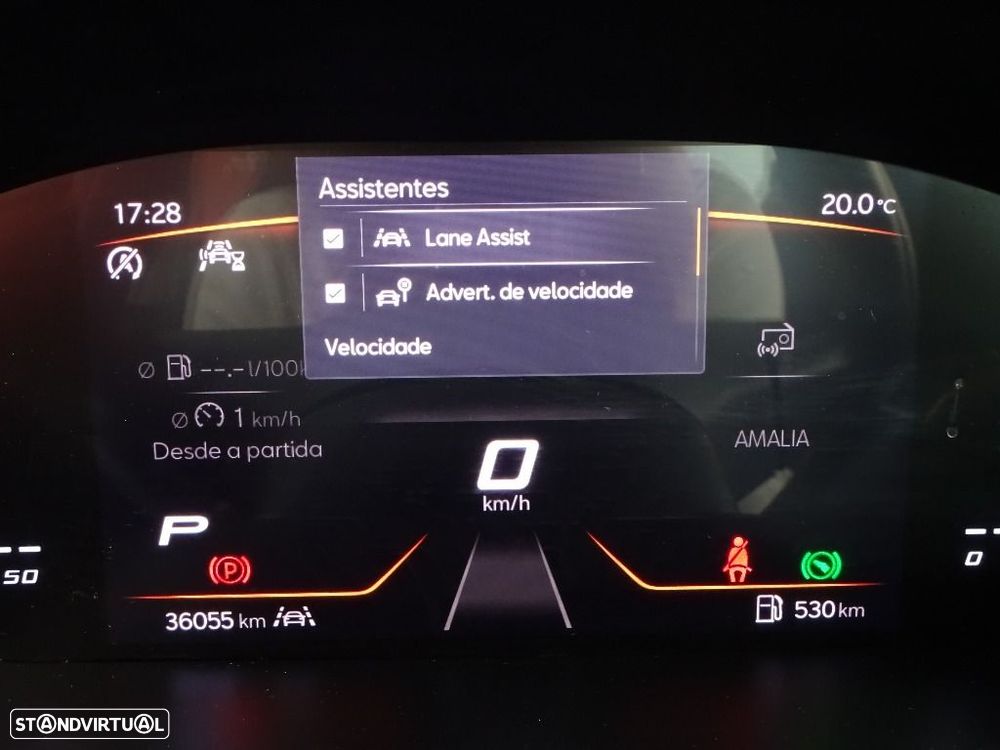 Assistentes
17:28
20.0 °C
Lane Assist
Advert. de velocidade
Velocidade
Ø --.- l/100
Ø 1 km/h
Desde a partida
AMALIA
0
km/h
P
P
50
0
36055 km
530 km
STANDVIRTUAL